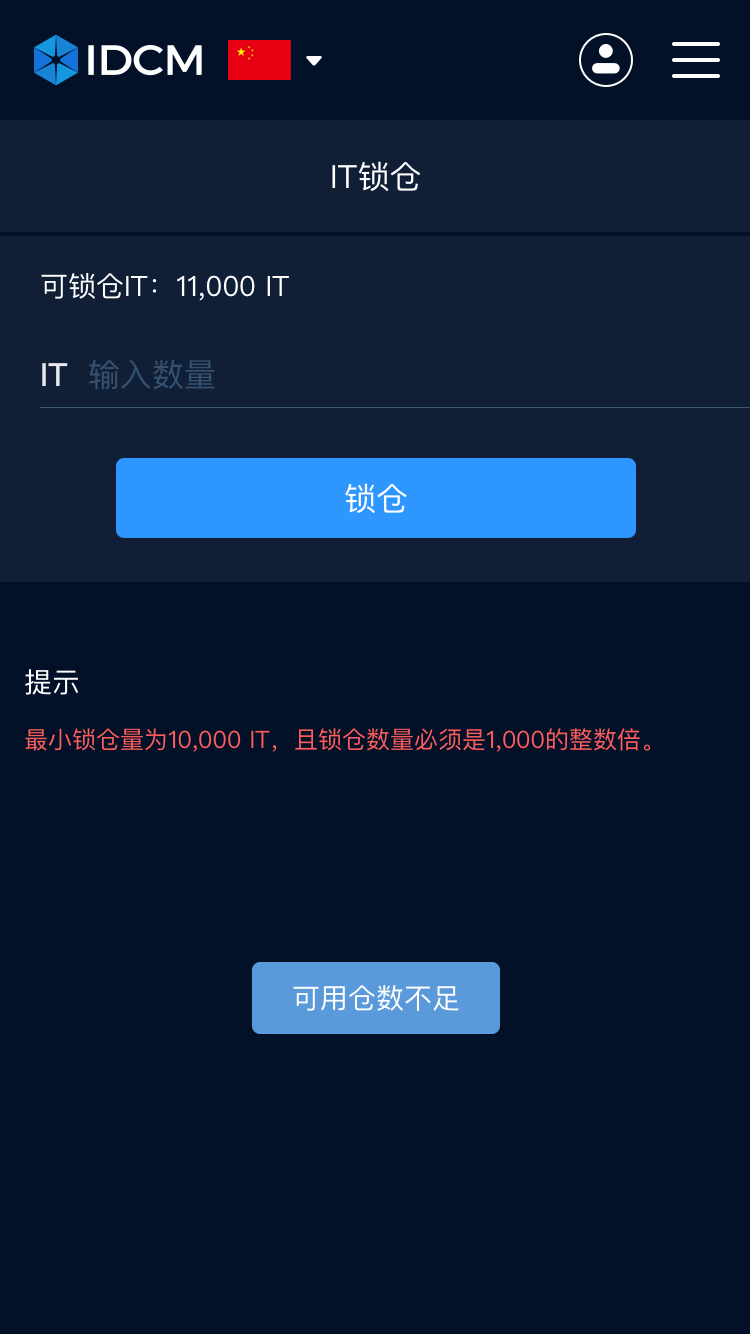 IDCM
IT锁仓
可锁仓IT：11,000 IT
IT 输入数量
锁仓
提示
最小锁仓量为10,000 IT，且锁仓数量必须是1,000的整数倍。
可用仓数不足